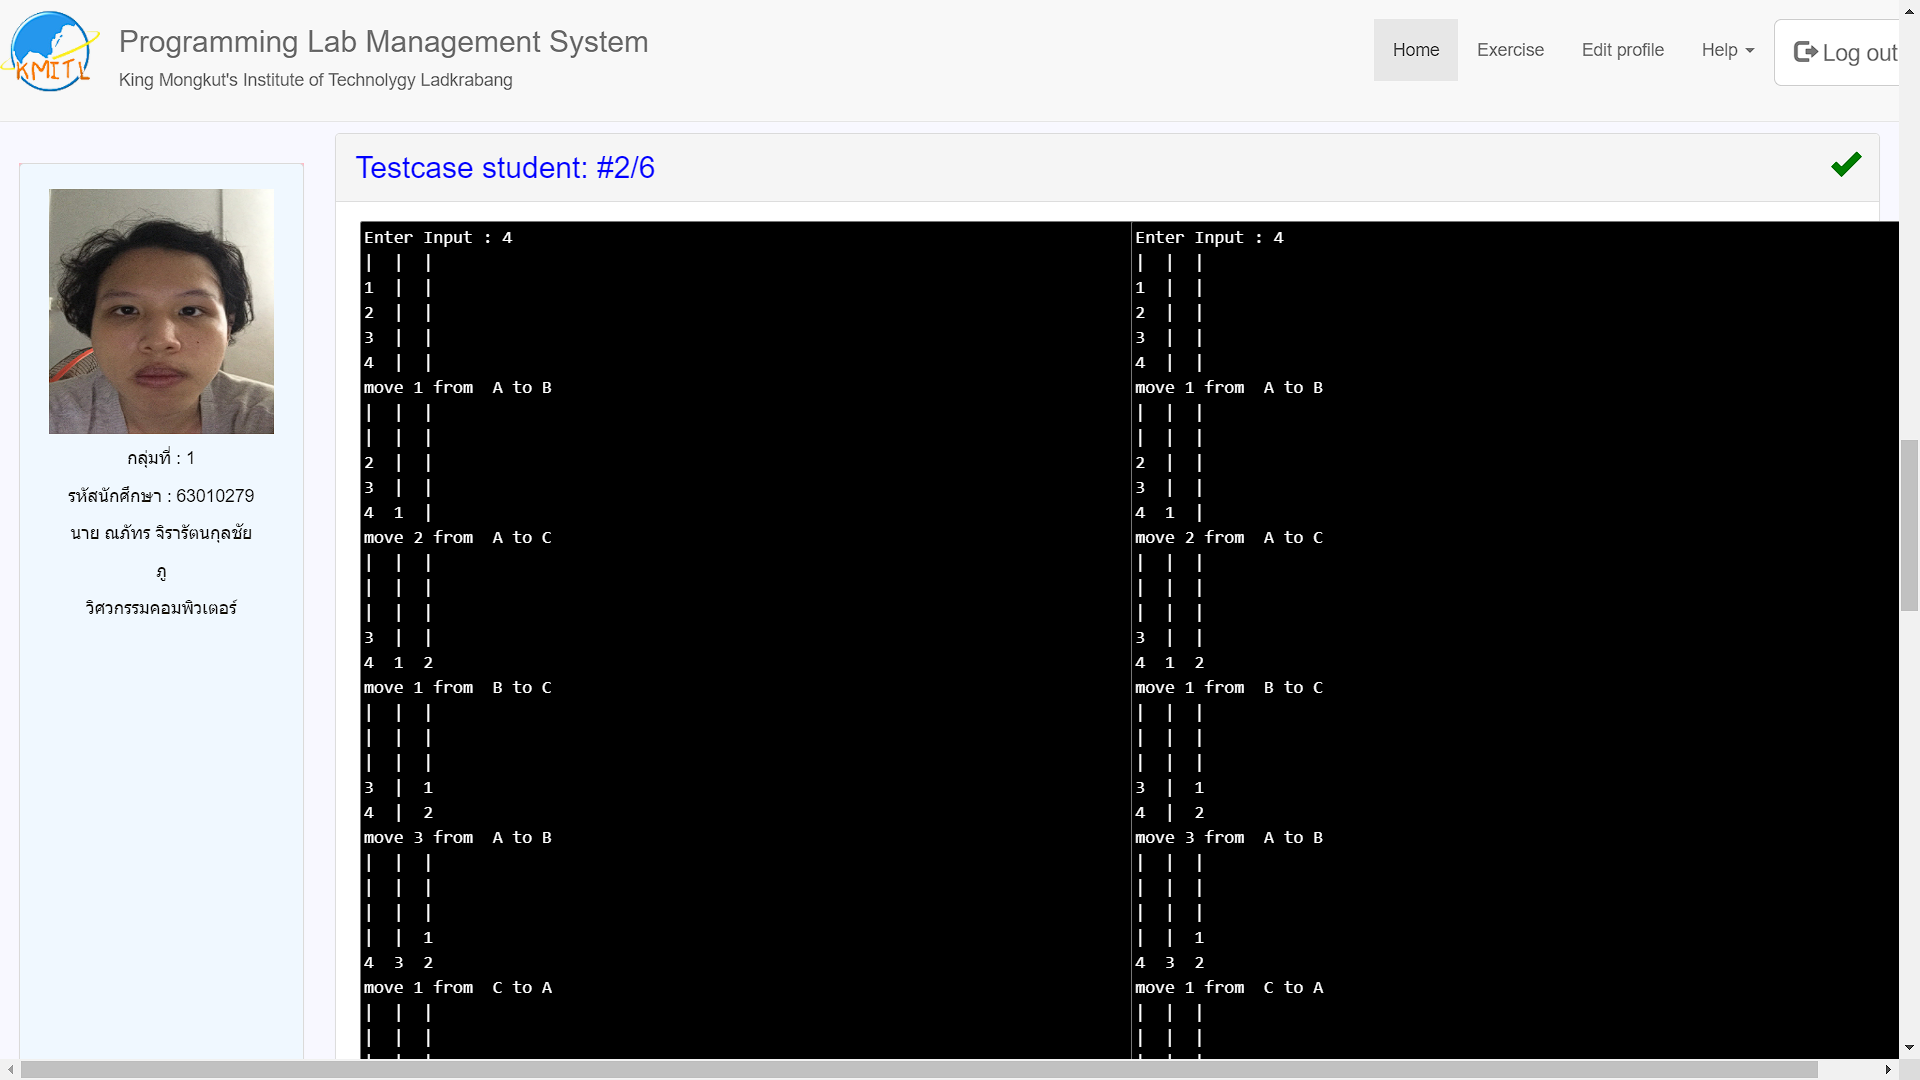 KMITL
Programming Lab Management System
King Mongkut's Institute of Technolygy Ladkrabang
Home Exercise Edit profile Help Log out
กลุ่มที่ : 1
รหัสนักศึกษา : 63010279
นาย ณภัทร จิรารัตนกุลชัย
ภู
วิศวกรรมคอมพิวเตอร์
Testcase student: #2/6
Enter Input : 4
| | |
1 | |
2 | |
3 | |
4 | |
move 1 from  A to B
| | |
| | |
2 | |
3 | |
4 1 |
move 2 from  A to C
| | |
| | |
| | |
3 | |
4 1 2
move 1 from  B to C
| | |
| | |
| | |
3 | 1
4 | 2
move 3 from  A to B
| | |
| | |
| | |
| | 1
4 3 2
move 1 from  C to A
| | |
| | |
| | |
Enter Input : 4
| | |
1 | |
2 | |
3 | |
4 | |
move 1 from  A to B
| | |
| | |
2 | |
3 | |
4 1 |
move 2 from  A to C
| | |
| | |
| | |
3 | |
4 1 2
move 1 from  B to C
| | |
| | |
| | |
3 | 1
4 | 2
move 3 from  A to B
| | |
| | |
| | |
| | 1
4 3 2
move 1 from  C to A
| | |
| | |
| | |